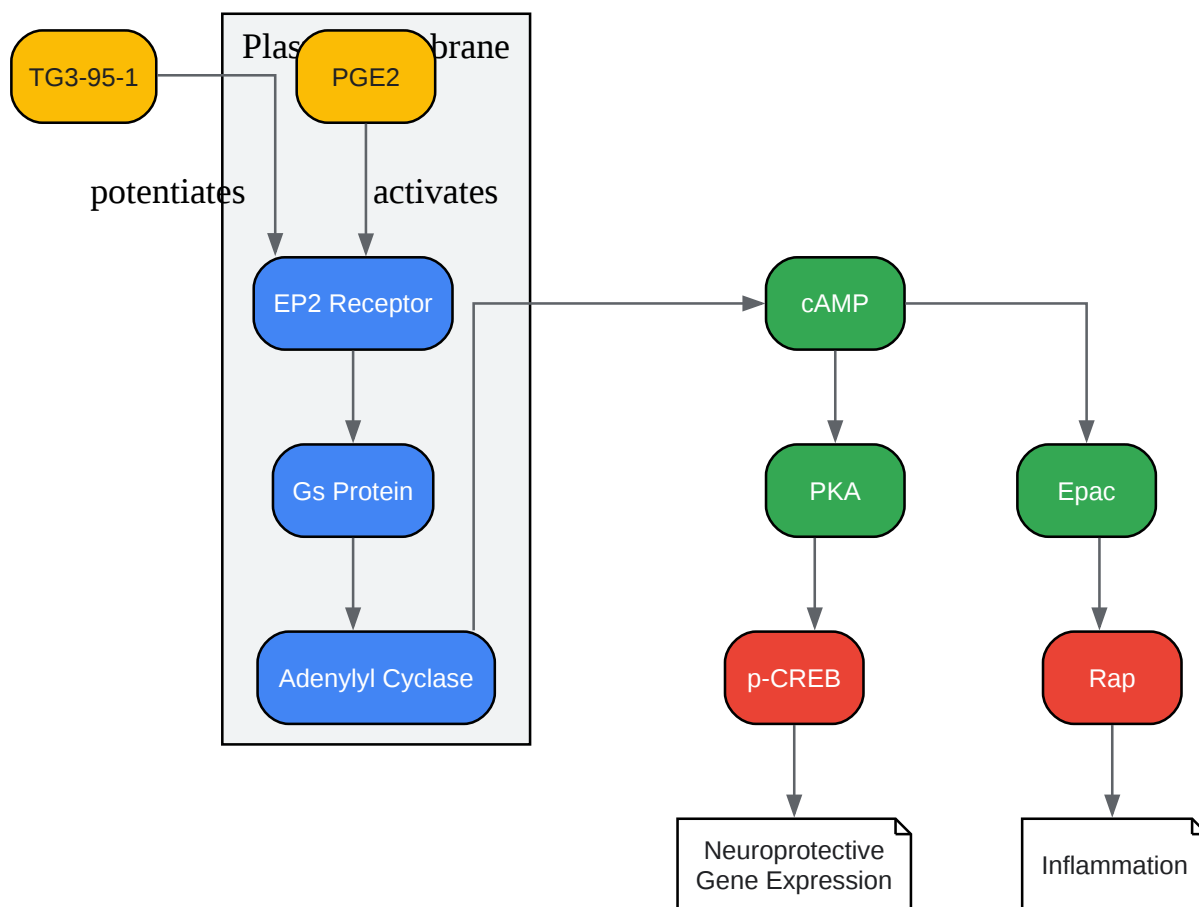 Plas brane
TG3-95-1
PGE2
potentiates
activates
EP2 Receptor
cAMP
Gs Protein
PKA
Epac
Adenylyl Cyclase
p-CREB
Rap
Neuroprotective
Gene Expression
Inflammation